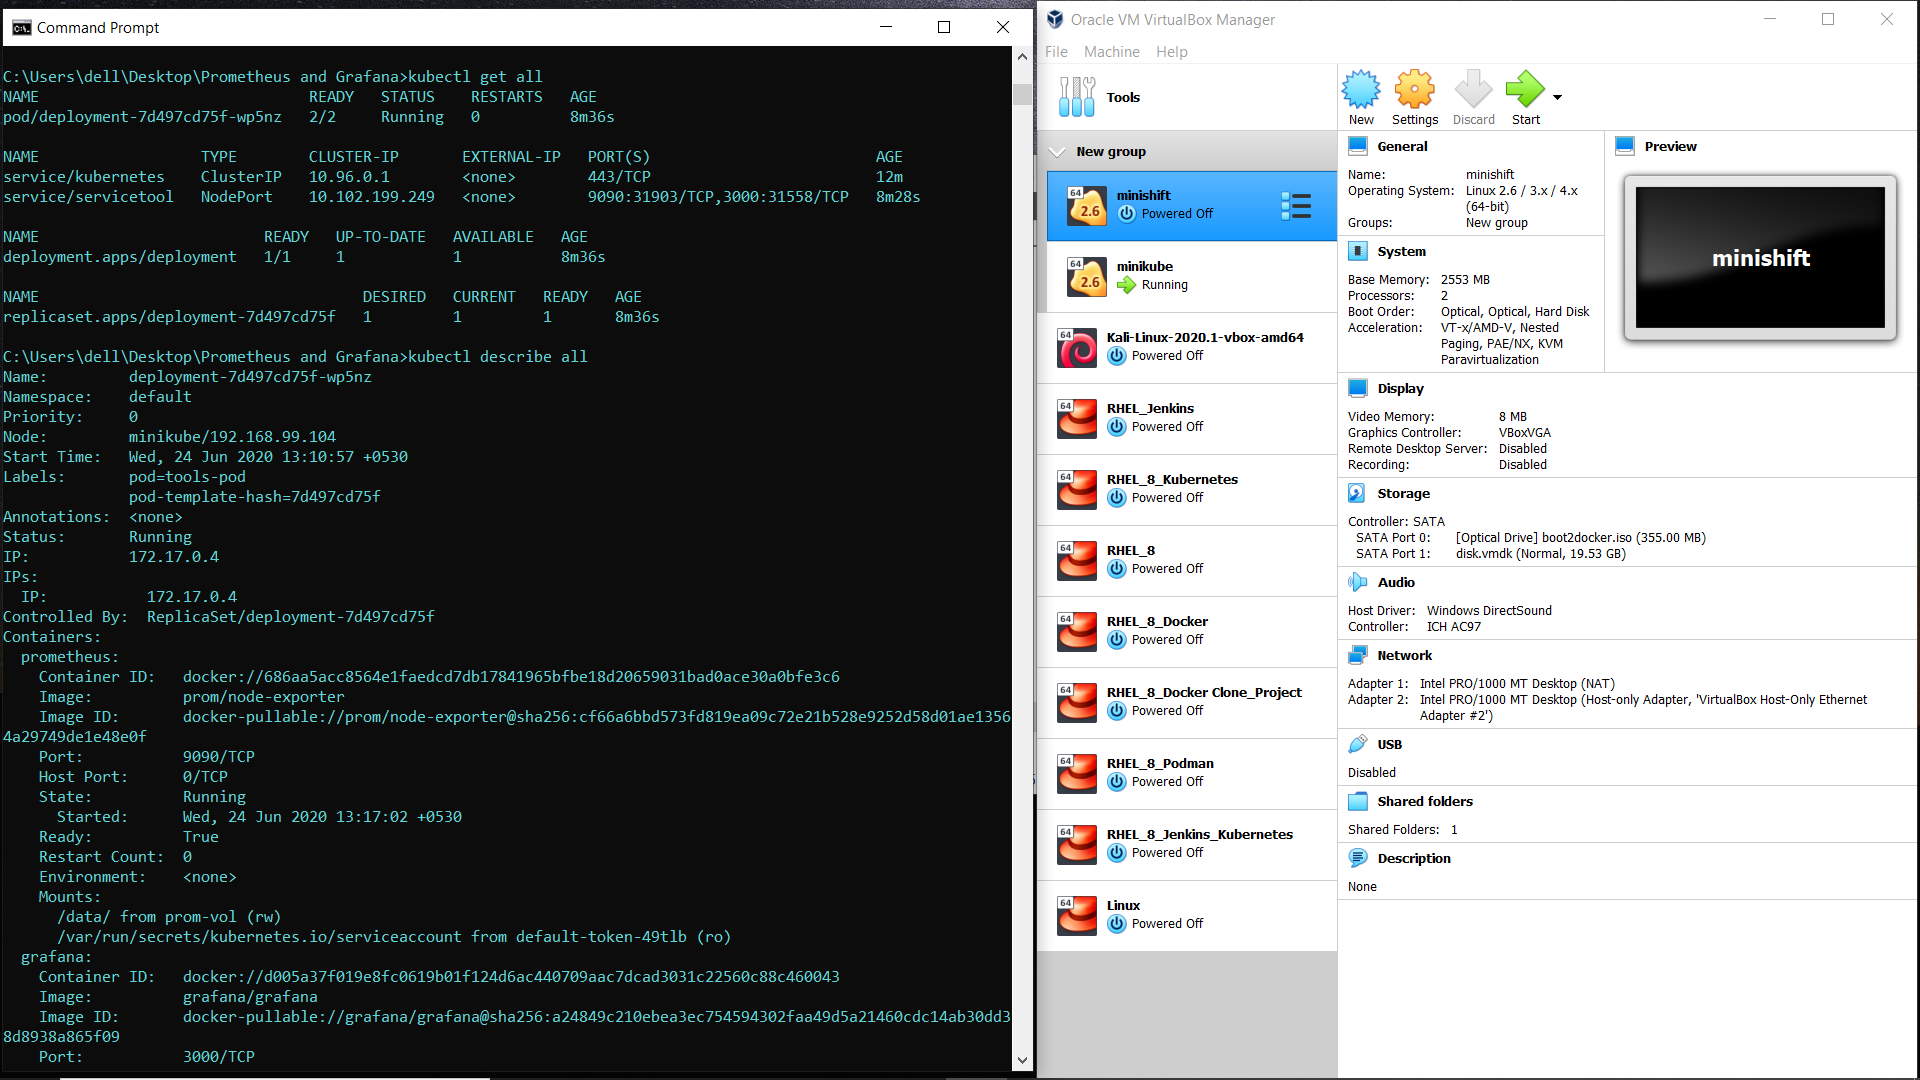 Command Prompt
C:\Users\dell\Desktop\Prometheus and Grafana>kubectl get all
NAME READY STATUS RESTARTS AGE
pod/deployment-7d497cd75f-wp5nz 2/2 Running 0 8m36s
NAME TYPE CLUSTER-IP EXTERNAL-IP PORT(S) AGE
service/kubernetes ClusterIP 10.96.0.1 <none> 443/TCP 12m
service/servicetool NodePort 10.102.199.249 <none> 9090:31903/TCP,3000:31558/TCP 8m28s
NAME READY UP-TO-DATE AVAILABLE AGE
deployment.apps/deployment 1/1 1 1 8m36s
NAME DESIRED CURRENT READY AGE
replicaset.apps/deployment-7d497cd75f 1 1 1 8m36s
C:\Users\dell\Desktop\Prometheus and Grafana>kubectl describe all
Name: deployment-7d497cd75f-wp5nz
Namespace: default
Priority: 0
Node: minikube/192.168.99.104
Start Time: Wed, 24 Jun 2020 13:10:57 +0530
Labels: pod=tools-pod
pod-template-hash=7d497cd75f
Annotations: <none>
Status: Running
IP: 172.17.0.4
IPs:
IP: 172.17.0.4
Controlled By: ReplicaSet/deployment-7d497cd75f
Containers:
prometheus:
Container ID: docker://686aa5acc8564e1faedcd7db17841965bfbe18d20659031bad0ace30a0bfe3c6
Image: prom/node-exporter
Image ID: docker-pullable://prom/node-exporter@sha256:cf66a6bbd573fd819ea09c72e21b528e9252d58d01ae1356
4a29749de1e48e0f
Port: 9090/TCP
Host Port: 0/TCP
State: Running
Started: Wed, 24 Jun 2020 13:17:02 +0530
Ready: True
Restart Count: 0
Environment: <none>
Mounts:
/data/ from prom-vol (rw)
/var/run/secrets/kubernetes.io/serviceaccount from default-token-49tlb (ro)
grafana:
Container ID: docker://d005a37f019e8fc0619b01f124d6ac440709aac7dcad3031c22560c88c460043
Image: grafana/grafana
Image ID: docker-pullable://grafana/grafana@sha256:a24849c210ebea3ec754594302faa49d5a21460cdc14ab30dd3
8d8938a865f09
Port: 3000/TCP
Oracle VM VirtualBox Manager
File Machine Help
Tools
New Settings Discard Start
New group
64 2.6 minishift
Powered Off
64 2.6 minikube
Running
64 Kali-Linux-2020.1-vbox-amd64
Powered Off
64 RHEL_Jenkins
Powered Off
64 RHEL_8_Kubernetes
Powered Off
64 RHEL_8
Powered Off
64 RHEL_8_Docker
Powered Off
64 RHEL_8_Docker Clone_Project
Powered Off
64 RHEL_8_Podman
Powered Off
64 RHEL_8_Jenkins_Kubernetes
Powered Off
64 Linux
Powered Off
General
Name: minishift
Operating System: Linux 2.6 / 3.x / 4.x
(64-bit)
Groups: New group
Preview
minishift
System
Base Memory: 2553 MB
Processors: 2
Boot Order: Optical, Optical, Hard Disk
Acceleration: VT-x/AMD-V, Nested
Paging, PAE/NX, KVM
Paravirtualization
Display
Video Memory: 8 MB
Graphics Controller: VBoxVGA
Remote Desktop Server: Disabled
Recording: Disabled
Storage
Controller: SATA
SATA Port 0: [Optical Drive] boot2docker.iso (355.00 MB)
SATA Port 1: disk.vmdk (Normal, 19.53 GB)
Audio
Host Driver: Windows DirectSound
Controller: ICH AC97
Network
Adapter 1: Intel PRO/1000 MT Desktop (NAT)
Adapter 2: Intel PRO/1000 MT Desktop (Host-only Adapter, 'VirtualBox Host-Only Ethernet
Adapter #2')
USB
Disabled
Shared folders
Shared Folders: 1
Description
None